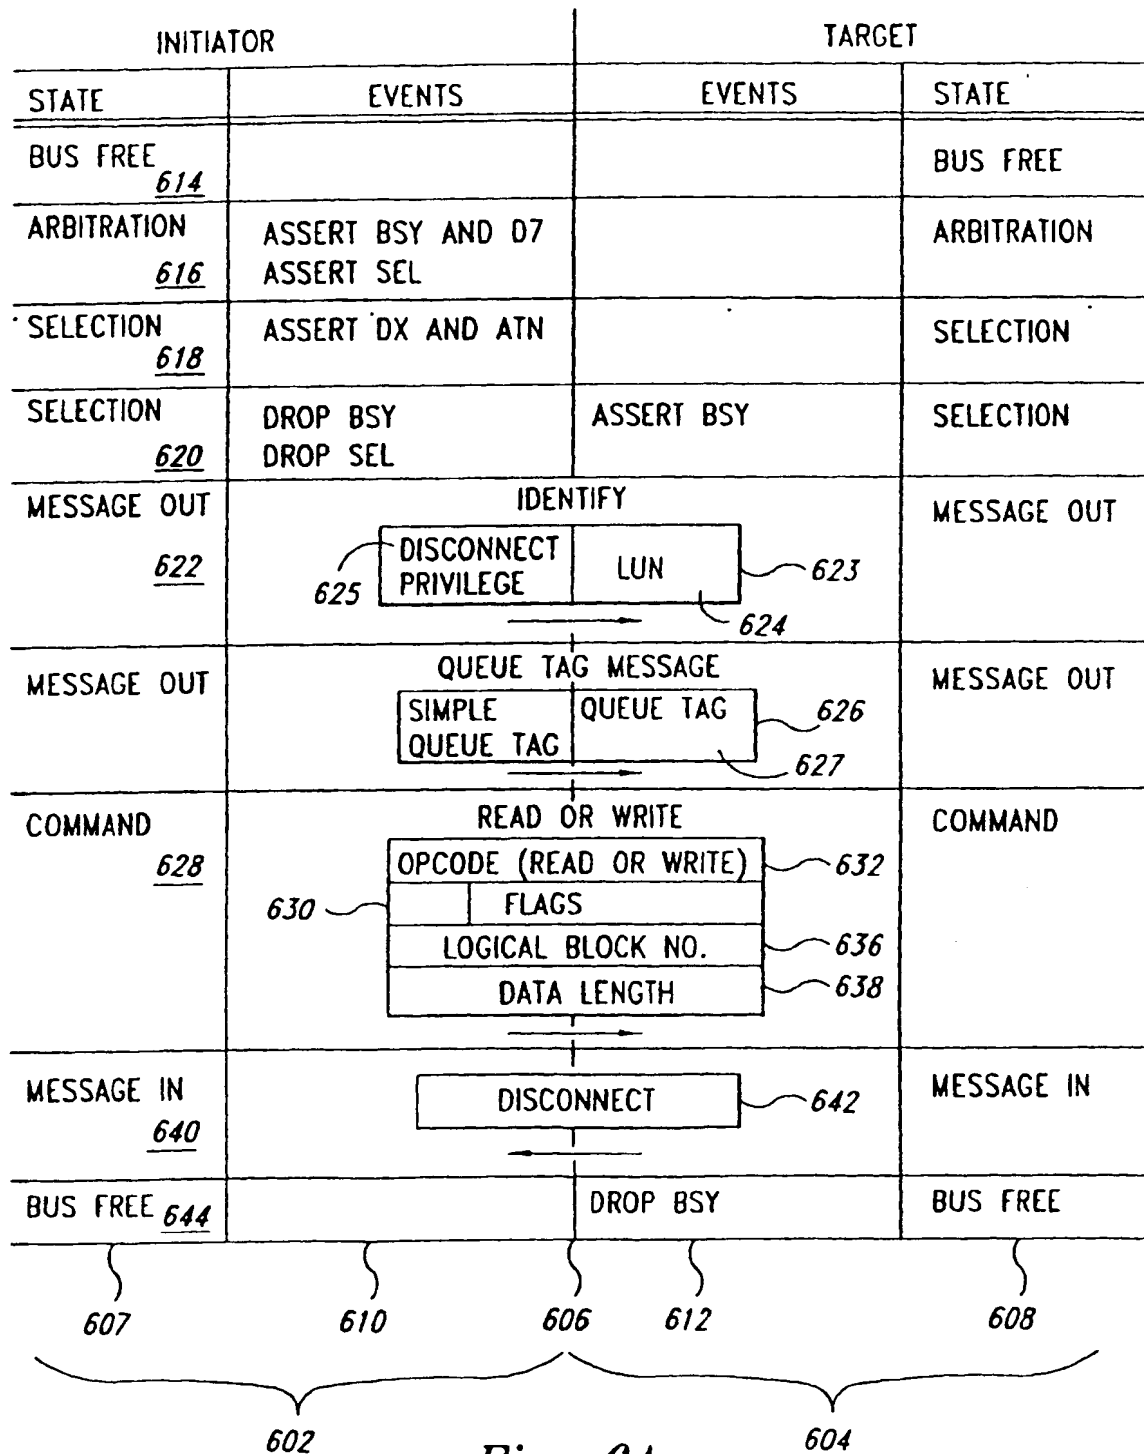 INITIATOR TARGET
STATE EVENTS EVENTS STATE
BUS FREE 614 BUS FREE
ARBITRATION 616 ASSERT BSY AND D7 ARBITRATION
ASSERT SEL
SELECTION 618 ASSERT DX AND ATN SELECTION
SELECTION 620 DROP BSY ASSERT BSY SELECTION
DROP SEL
MESSAGE OUT 622 IDENTIFY MESSAGE OUT
DISCONNECT PRIVILEGE LUN 623
625 624
MESSAGE OUT QUEUE TAG MESSAGE MESSAGE OUT
SIMPLE QUEUE TAG QUEUE TAG 626
627
COMMAND 628 READ OR WRITE COMMAND
OPCODE (READ OR WRITE) 632
630 FLAGS
LOGICAL BLOCK NO. 636
DATA LENGTH 638
MESSAGE IN 640 DISCONNECT 642 MESSAGE IN
BUS FREE 644 DROP BSY BUS FREE
607 610 606 612 608
602 604